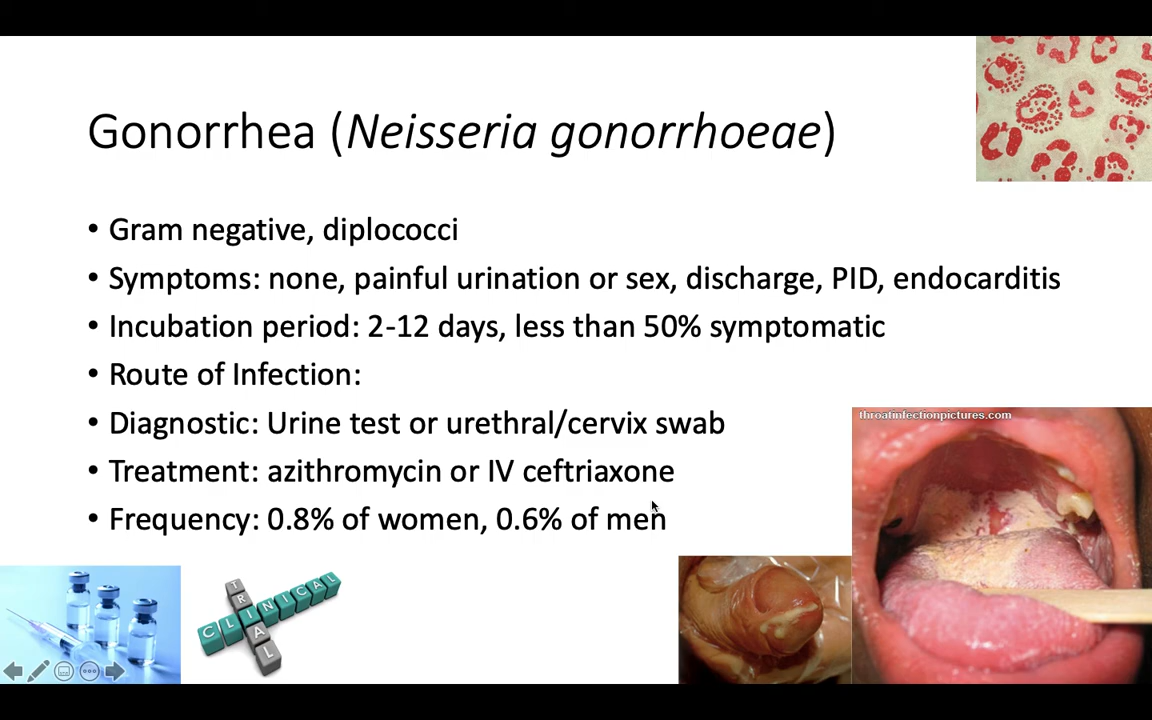 Gonorrhea (Neisseria gonorrhoeae)
• Gram negative, diplococci
• Symptoms: none, painful urination or sex, discharge, PID, endocarditis
• Incubation period: 2-12 days, less than 50% symptomatic
• Route of Infection:
• Diagnostic: Urine test or urethral/cervix swab
• Treatment: azithromycin or IV ceftriaxone
• Frequency: 0.8% of women, 0.6% of men
throatinfectionpictures.com
CLINICAL
TRIAL